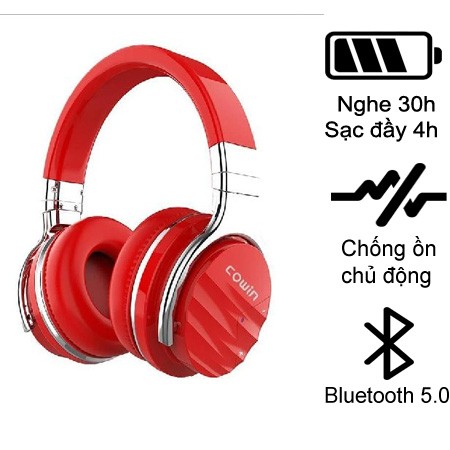 cowin
Nghe 30h
Sạc đầy 4h
Chống ồn
chủ động
Bluetooth 5.0